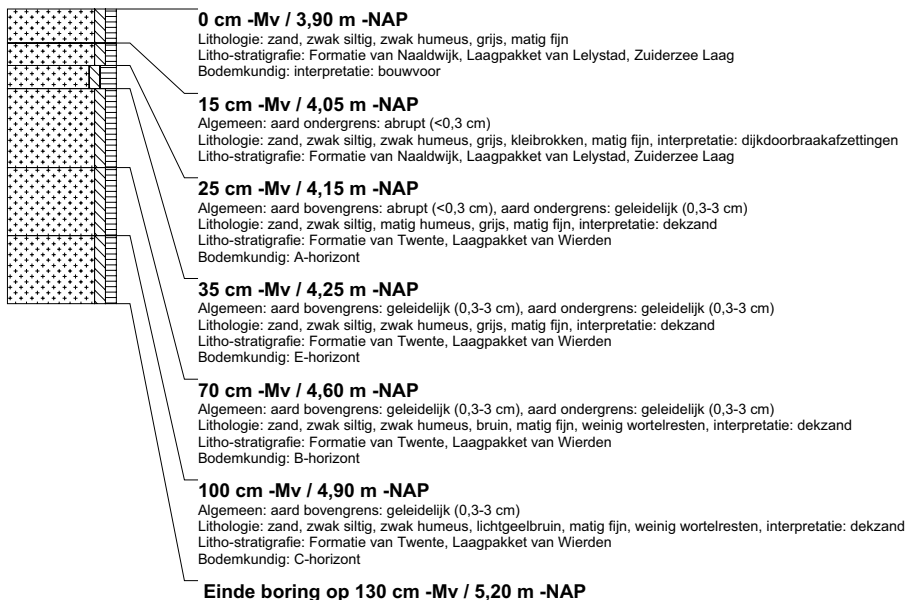 0 cm -Mv / 3,90 m -NAP
Lithologie: zand, zwak siltig, zwak humeus, grijs, matig fijn
Litho-stratigrafie: Formatie van Naaldwijk, Laagpakket van Lelystad, Zuiderzee Laag
Bodemkundig: interpretatie: bouwvoor
15 cm -Mv / 4,05 m -NAP
Algemeen: aard ondergrens: abrupt (<0,3 cm)
Lithologie: zand, zwak siltig, zwak humeus, grijs, kleibrokken, matig fijn, interpretatie: dijkdoorbraakafzettingen
Litho-stratigrafie: Formatie van Naaldwijk, Laagpakket van Lelystad, Zuiderzee Laag
25 cm -Mv / 4,15 m -NAP
Algemeen: aard bovengrens: abrupt (<0,3 cm), aard ondergrens: geleidelijk (0,3-3 cm)
Lithologie: zand, zwak siltig, matig humeus, grijs, matig fijn, interpretatie: dekzand
Litho-stratigrafie: Formatie van Twente, Laagpakket van Wierden
Bodemkundig: A-horizont
35 cm -Mv / 4,25 m -NAP
Algemeen: aard bovengrens: geleidelijk (0,3-3 cm), aard ondergrens: geleidelijk (0,3-3 cm)
Lithologie: zand, zwak siltig, zwak humeus, grijs, matig fijn, interpretatie: dekzand
Litho-stratigrafie: Formatie van Twente, Laagpakket van Wierden
Bodemkundig: E-horizont
70 cm -Mv / 4,60 m -NAP
Algemeen: aard bovengrens: geleidelijk (0,3-3 cm), aard ondergrens: geleidelijk (0,3-3 cm)
Lithologie: zand, zwak siltig, zwak humeus, bruin, matig fijn, weinig wortelresten, interpretatie: dekzand
Litho-stratigrafie: Formatie van Twente, Laagpakket van Wierden
Bodemkundig: B-horizont
100 cm -Mv / 4,90 m -NAP
Algemeen: aard bovengrens: geleidelijk (0,3-3 cm)
Lithologie: zand, zwak siltig, zwak humeus, lichtgeelbruin, matig fijn, weinig wortelresten, interpretatie: dekzand
Litho-stratigrafie: Formatie van Twente, Laagpakket van Wierden
Bodemkundig: C-horizont
Einde boring op 130 cm -Mv / 5,20 m -NAP